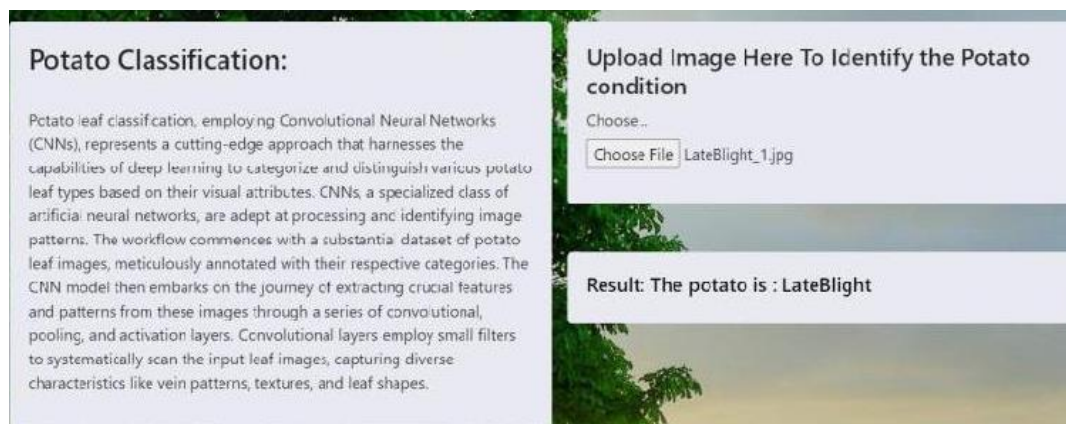 Potato Classification:
Potato leaf classification, employing Convolutional Neural Networks
(CNNs), represents a cutting-edge approach that harnesses the
capabilities of deep learning to categorize and distinguish various potato
leaf types based on their visual attributes. CNNs, a specialized class of
artificial neural networks, are adept at processing and identifying image
patterns. The workflow commences with a substantial dataset of potato
leaf images, meticulously annotated with their respective categories. The
CNN model then embarks on the journey of extracting crucial features
and patterns from these images through a series of convolutional,
pooling, and activation layers. Convolutional layers employ small filters
to systematically scan the input leaf images, capturing diverse
characteristics like vein patterns, textures, and leaf shapes.
Upload Image Here To Identify the Potato
condition
Choose...
Choose File LateBlight_1.jpg
Result: The potato is : LateBlight